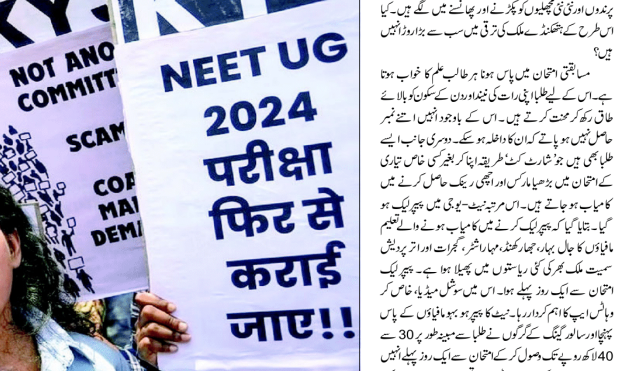 NOT ANO
COMMITT
SCAM
COA
MA
DEMA
NEET UG
2024
परीक्षा
फिर से
कराई
जाए!!
پرندوں اور نئی نئی مچھلیوں کو پکڑنے اور پھانسنے میں لگے ہیں۔ کیا
اس طرح کے ہتھکنڈے ملک کی ترقی میں سب سے بڑا روڑا نہیں
ہیں؟
مسابقتی امتحان میں پاس ہونا ہر طالب علم کا خواب ہوتا
ہے۔ اس کے لیے طلبا اپنی رات کی نیند اور دن کے سکون کو بالائے
طاق رکھ کر محنت کرتے ہیں۔ اس کے باوجود انہیں اتنے نمبر
حاصل نہیں ہو پاتے کہ ان کا داخلہ ہو سکے۔ دوسری جانب ایسے
طلبا بھی ہیں جو ’شارٹ کٹ‘ طریقہ اپنا کر بغیر کسی خاص تیاری
کے امتحان میں بڑھیا مارکس اور اچھی رینک حاصل کرنے میں
کامیاب ہو جاتے ہیں۔ اس مرتبہ نیٹ-یو جی میں پیپر لیک ہو
گیا۔ بتایا گیا کہ پیپر لیک کرنے میں کامیاب ہونے والے تعلیم
مافیاؤں کا جال بہار، جھارکھنڈ، مہاراشٹر، گجرات اور اتر پردیش
سمیت ملک بھر کی کئی ریاستوں میں پھیلا ہوا ہے۔ پیپر لیک
امتحان سے ایک روز پہلے ہوا۔ اس میں سوشل میڈیا، خاص کر
وہاٹس ایپ کا اہم کردار رہا۔ نیٹ کا پیپر ہو بہو مافیاؤں کے پاس
پہنچا اور سالور گینگ کے گرگوں نے طلبا سے مبینہ طور پر 30 سے
40 لاکھ روپے تک وصول کر کے امتحان سے ایک روز پہلے انہیں